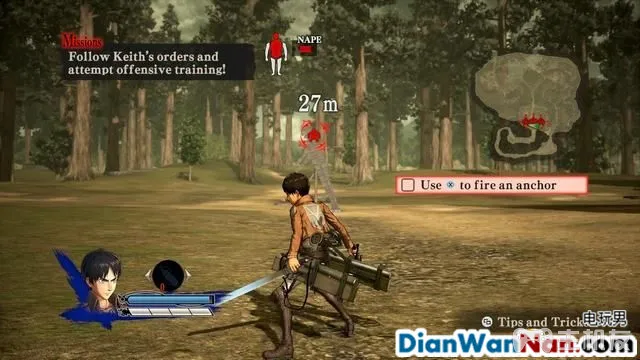 Missions
Follow Keith's orders and
attempt offensive training!
NAPE
27m
Use ⊗ to fire an anchor
Tips and Trick
电玩男
DianWanNan.com